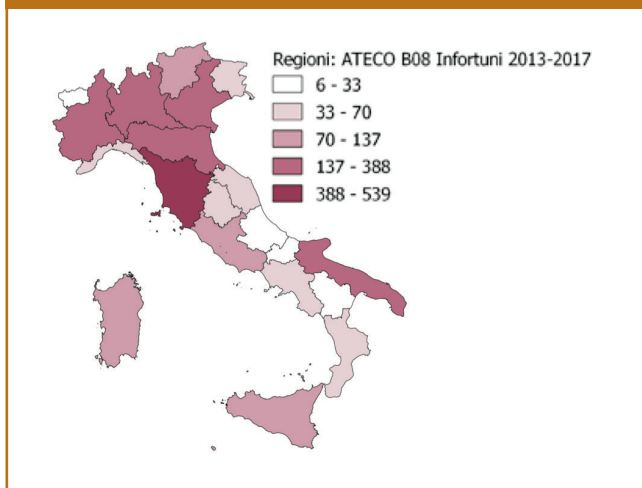 Regioni: ATECO B08 Infortuni 2013-2017
6 - 33
33 - 70
70 - 137
137 - 388
388 - 539